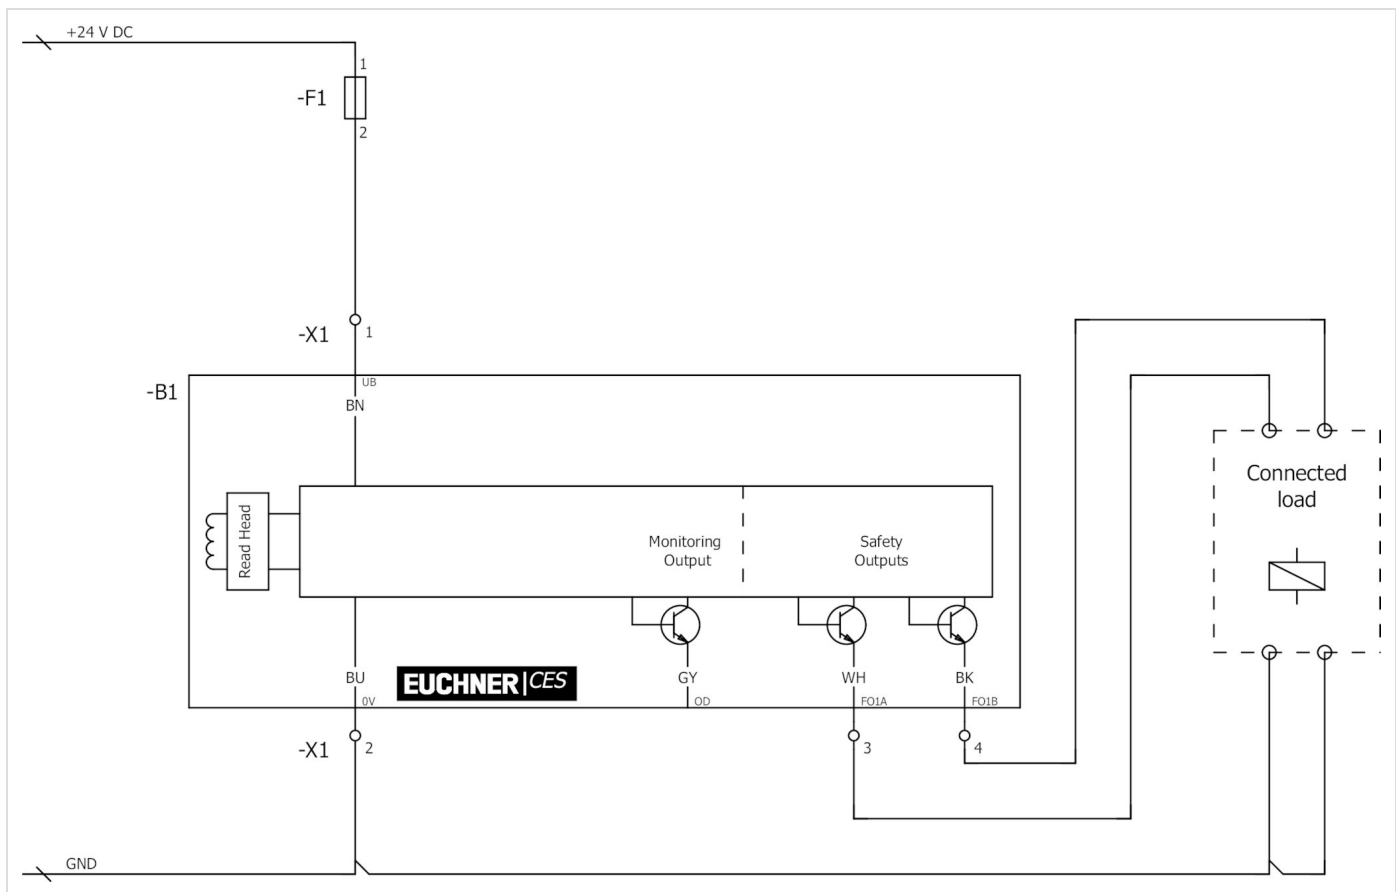 +24 V DC
1
-F1
2
-X1
1
-B1
UB
BN
Connected
load
Read Head
Monitoring
Output
Safety
Outputs
BU
EUCHNER|CES
GY
WH
BK
0V
OD
FO1A
FO1B
-X1
2
3
4
GND